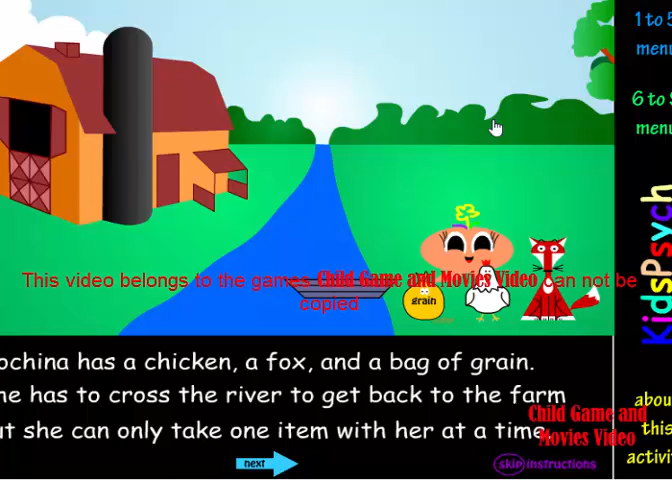 1 to 5
menu
6 to 9
menu
KidsPsych
grain
This video belongs to the games Child Game and Movies Video can not be
copied
ochina has a chicken, a fox, and a bag of grain.
he has to cross the river to get back to the farm
ut she can only take one item with her at a time.
Child Game and
Movies Video
next
skip instructions
abou
this
activi